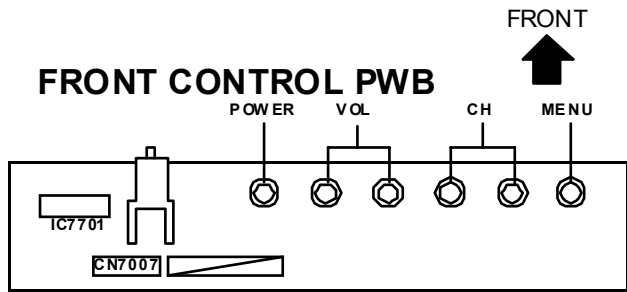 FRONT
FRONT CONTROL PWB
POWER VOL CH MENU
IC7701
CN7007